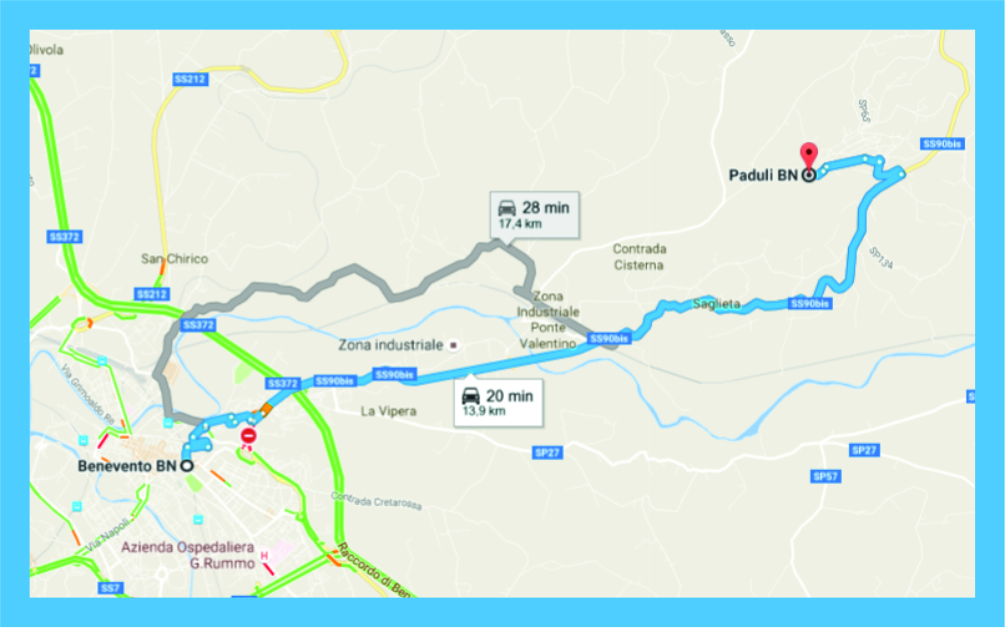 SS212
SS90bis
SP65
Paduli BN
28 min
17,4 km
SS372
San Chirico
Contrada
Cisterna
SP134
SS212
Zona
Industriale
Ponte
Valentino
Saglieta
SS90bis
SS372
Zona industriale
SS90bis
SS372
SS90bis
SS90bis
20 min
13,9 km
La Vipera
SP27
SP27
SP57
Benevento BN
Contrada Cretarossa
Via Napoli
Azienda Ospedaliera
G.Rummo
H
Raccordo di Ben
SS7